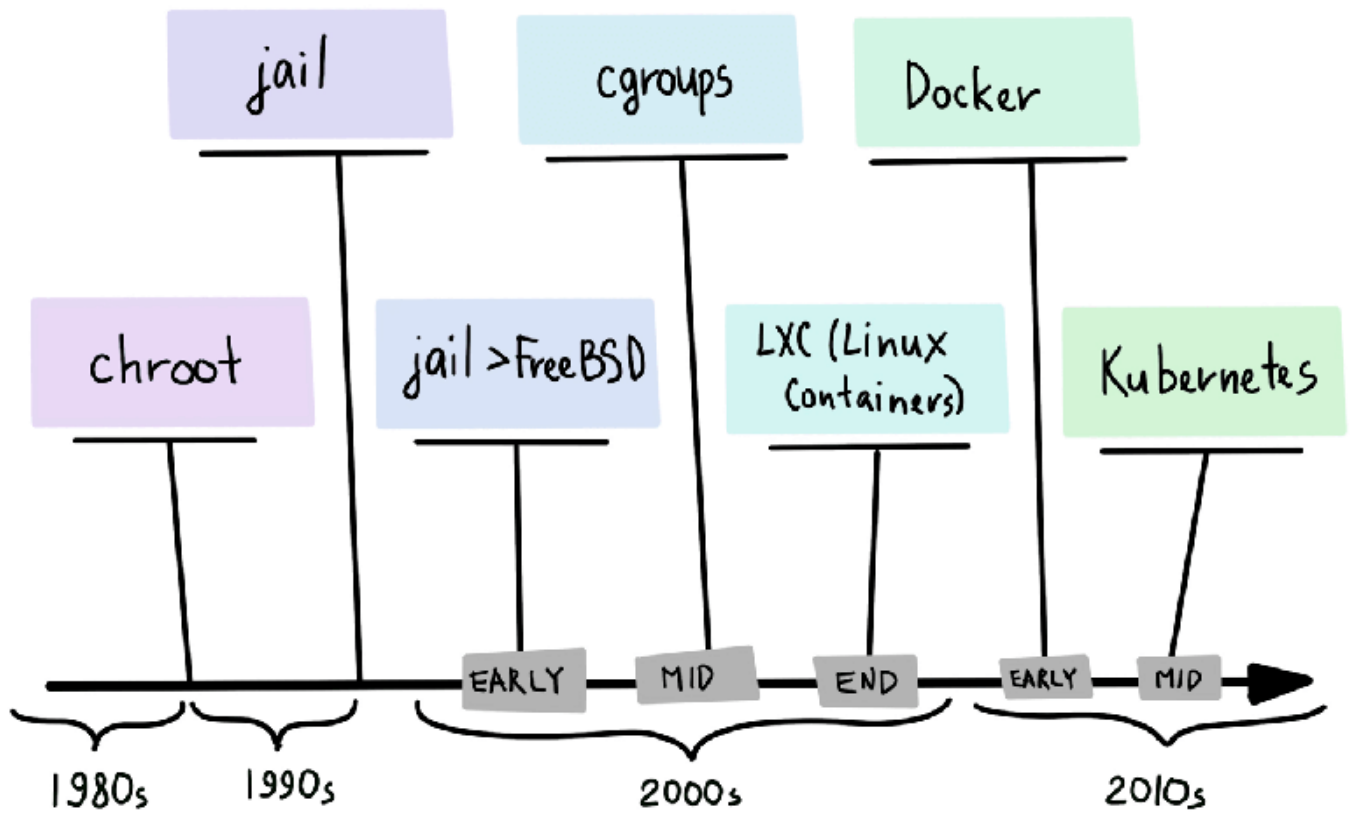 jail
cgroups
Docker
chroot
jail > FreeBSD
LXC (Linux
Containers)
Kubernetes
EARLY
MID
END
EARLY
MID
1980s
1990s
2000s
2010s